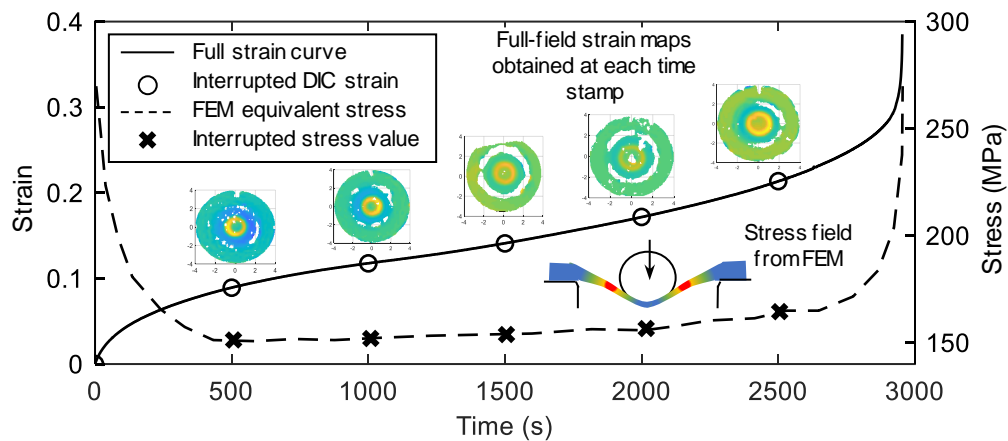 0.4
0.3
0.2
0.1
0
Strain
Full strain curve
Interrupted DIC strain
FEM equivalent stress
Interrupted stress value
Full-field strain maps
obtained at each time
stamp
Stress field
from FEM
300
250
200
150
Stress (MPa)
0
500
1000
1500
2000
2500
3000
Time (s)